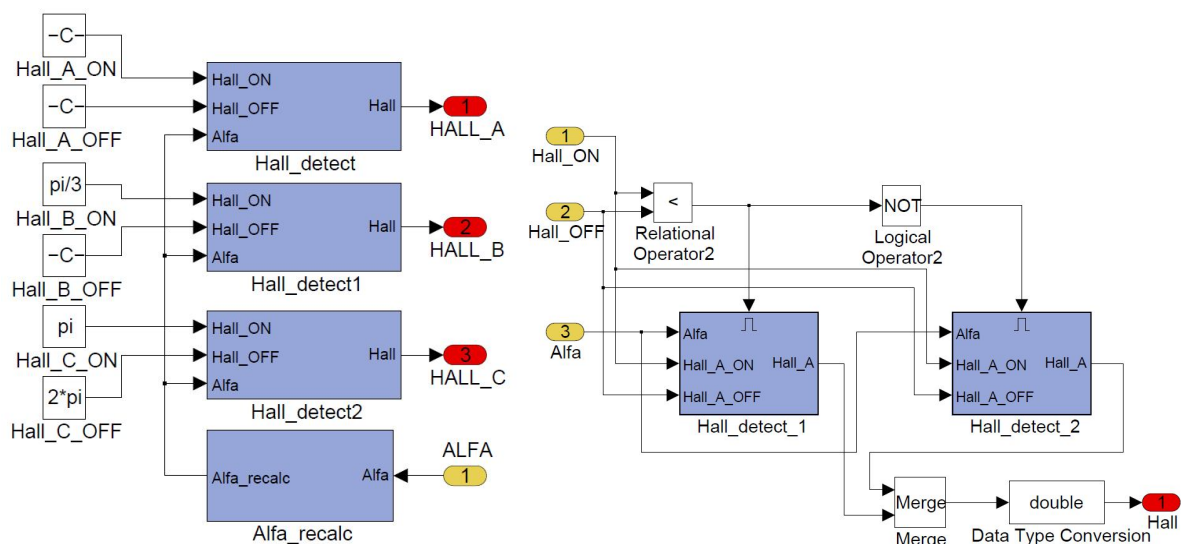 -C-
Hall_A_ON
-C-
Hall_A_OFF
Hall_ON
Hall_OFF
Alfa
Hall
Hall_detect
1
HALL_A
pi/3
Hall_B_ON
-C-
Hall_B_OFF
Hall_ON
Hall_OFF
Alfa
Hall
Hall_detect1
2
HALL_B
pi
Hall_C_ON
2*pi
Hall_C_OFF
Hall_ON
Hall_OFF
Alfa
Hall
Hall_detect2
3
HALL_C
Alfa_recalc
Alfa
Alfa_recalc
ALFA
1
1
Hall_ON
2
Hall_OFF
<
Relational
Operator2
NOT
Logical
Operator2
3
Alfa
Alfa
Hall_A_ON
Hall_A_OFF
Hall_A
Hall_detect_1
Alfa
Hall_A_ON
Hall_A_OFF
Hall_A
Hall_detect_2
Merge
Merge
double
Data Type Conversion
1
Hall